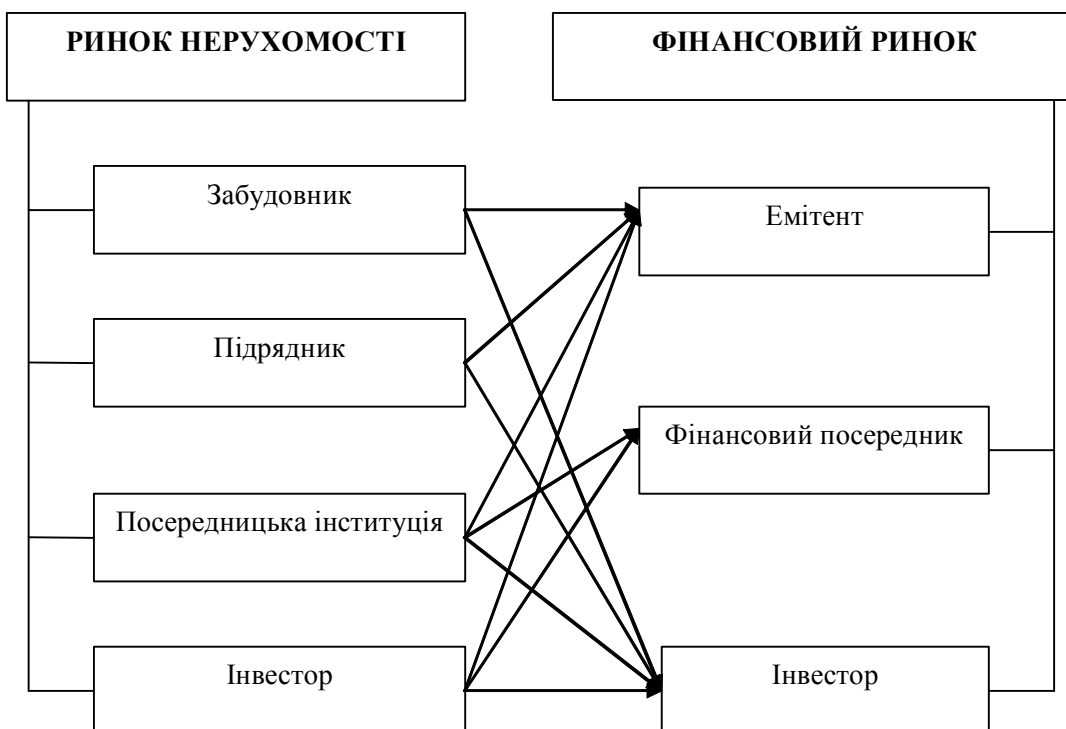 РИНОК НЕРУХОМОСТІ
ФІНАНСОВИЙ РИНОК
Забудовник
Емітент
Підрядник
Фінансовий посередник
Посередницька інституція
Інвестор
Інвестор